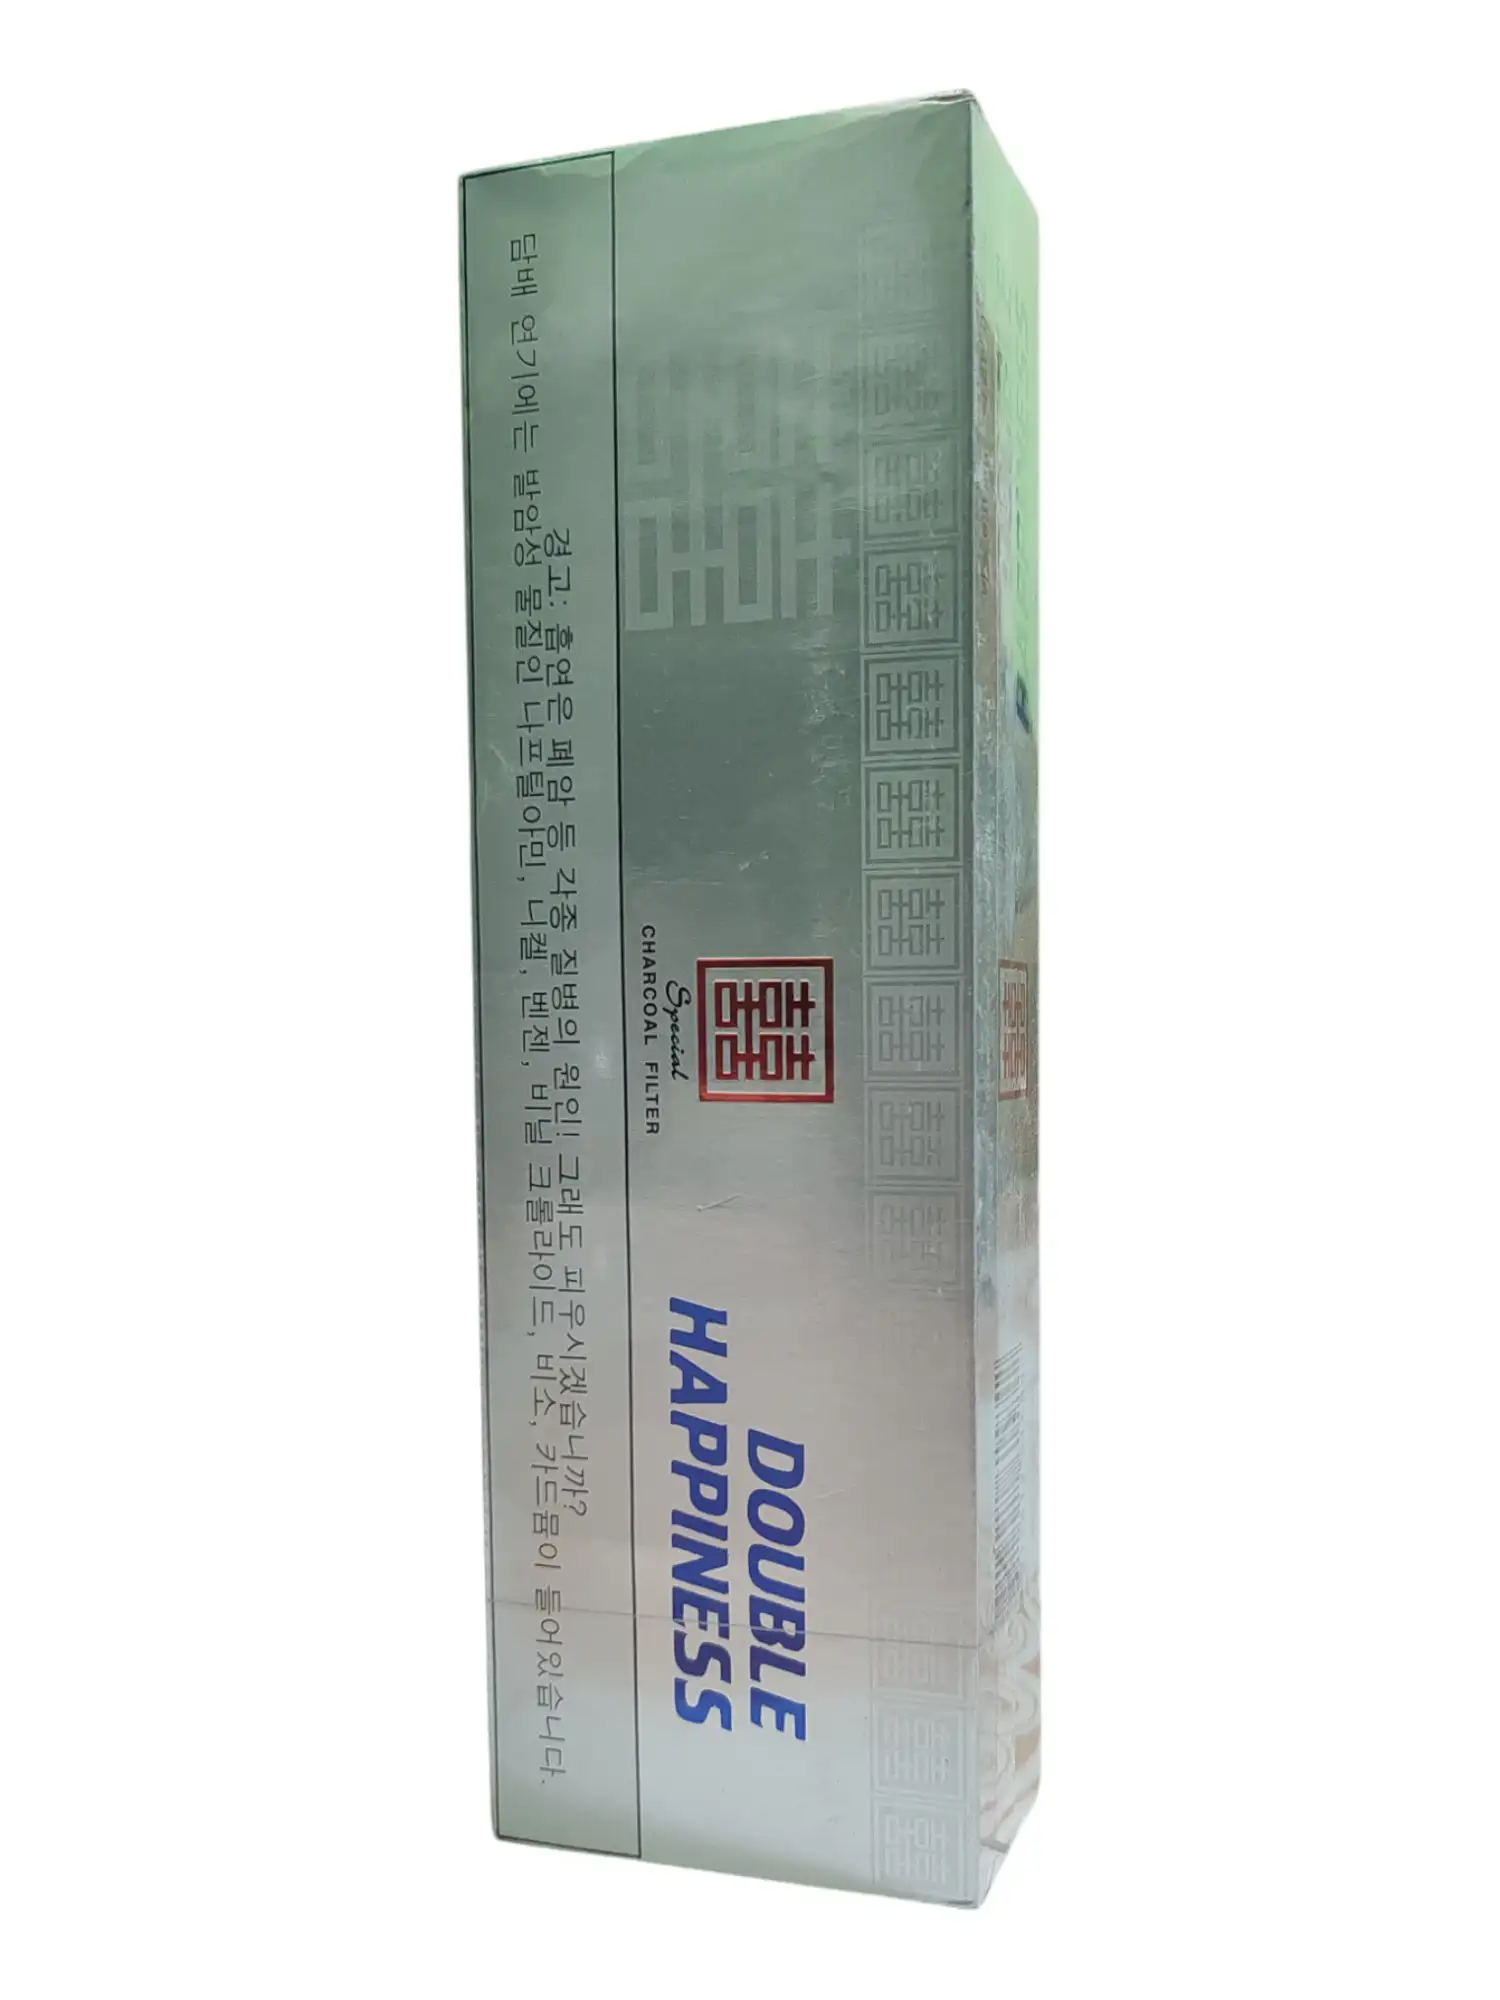 DOUBLE
HAPPINESS
囍
Special
CHARCOAL FILTER
경고: 흡연은 폐암 등 각종 질병의 원인! 그래도 피우시겠습니까?
담배 연기에는 발암성 물질인 나프틸아민, 니켈, 벤젠, 비닐 크롤라이드, 비소, 카드뮴이 들어있습니다.